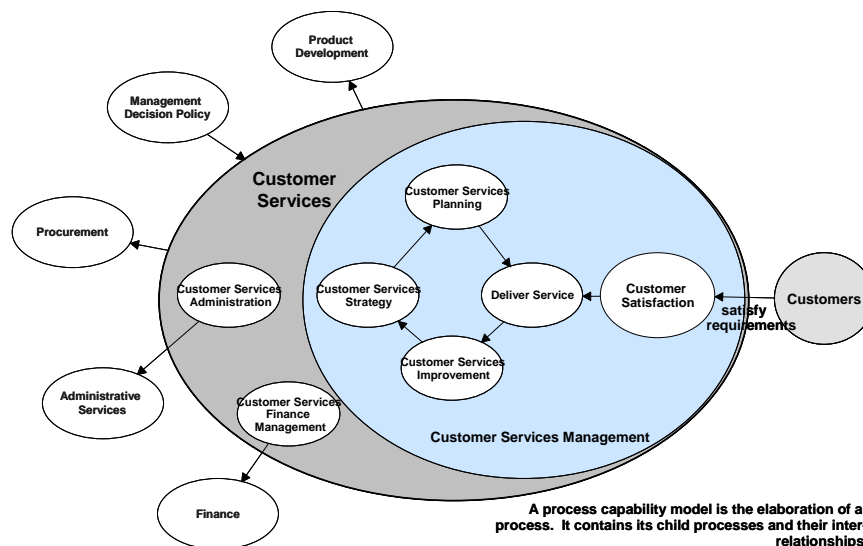 Product
Development
Management
Decision Policy
Customer
Services
Customer Services
Planning
Procurement
Customer Services
Administration
Customer Services
Strategy
Deliver Service
Customer
Satisfaction
Customers
satisfy
requirements
Customer Services
Improvement
Administrative
Services
Customer Services
Finance
Management
Customer Services Management
Finance
A process capability model is the elaboration of a
process. It contains its child processes and their inter-
relationships